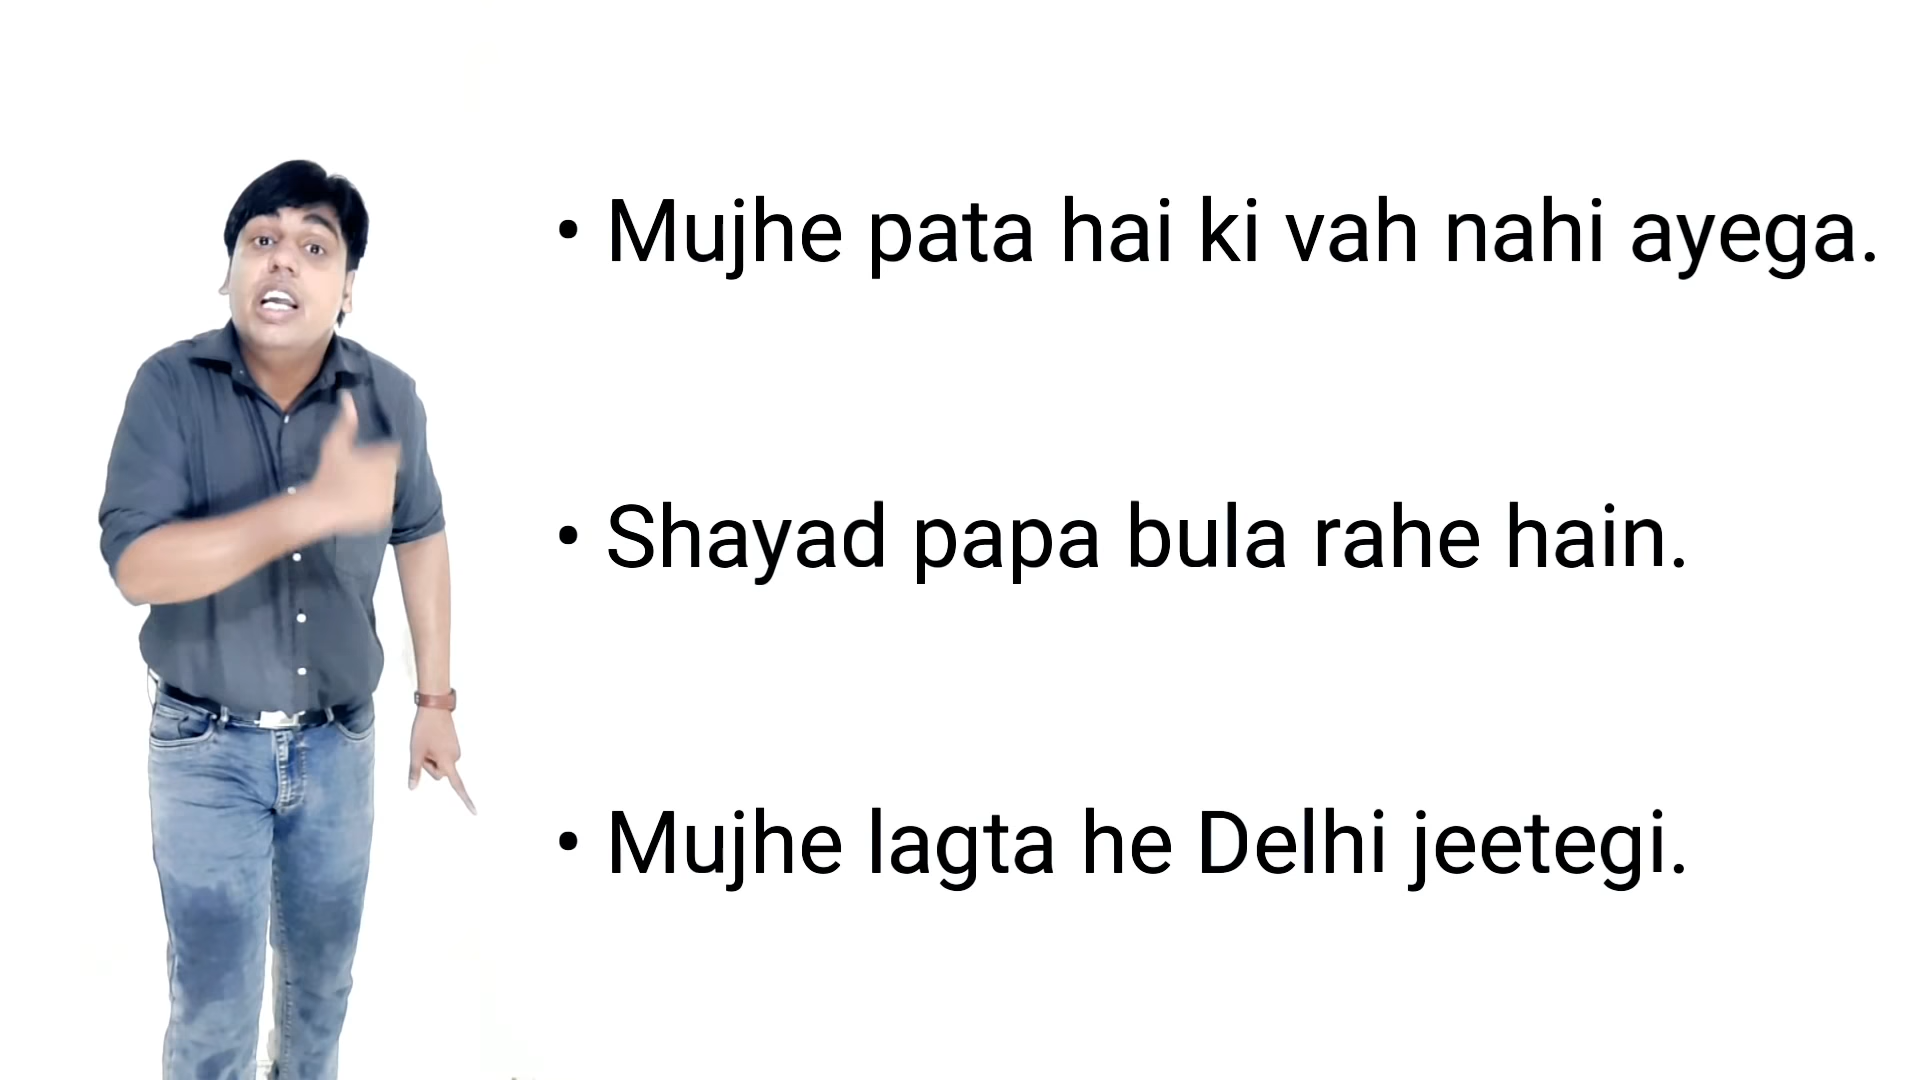 • Mujhe pata hai ki vah nahi ayega.
• Shayad papa bula rahe hain.
• Mujhe lagta he Delhi jeetegi.